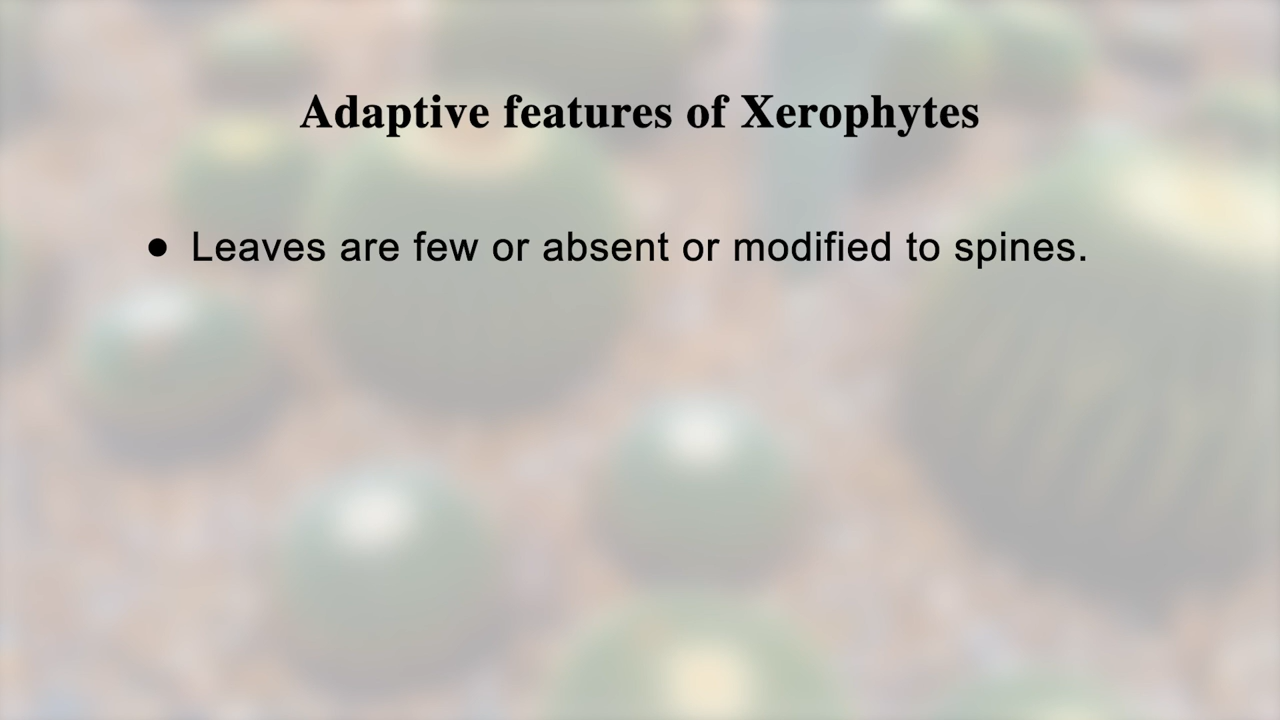 Adaptive features of Xerophytes
● Leaves are few or absent or modified to spines.